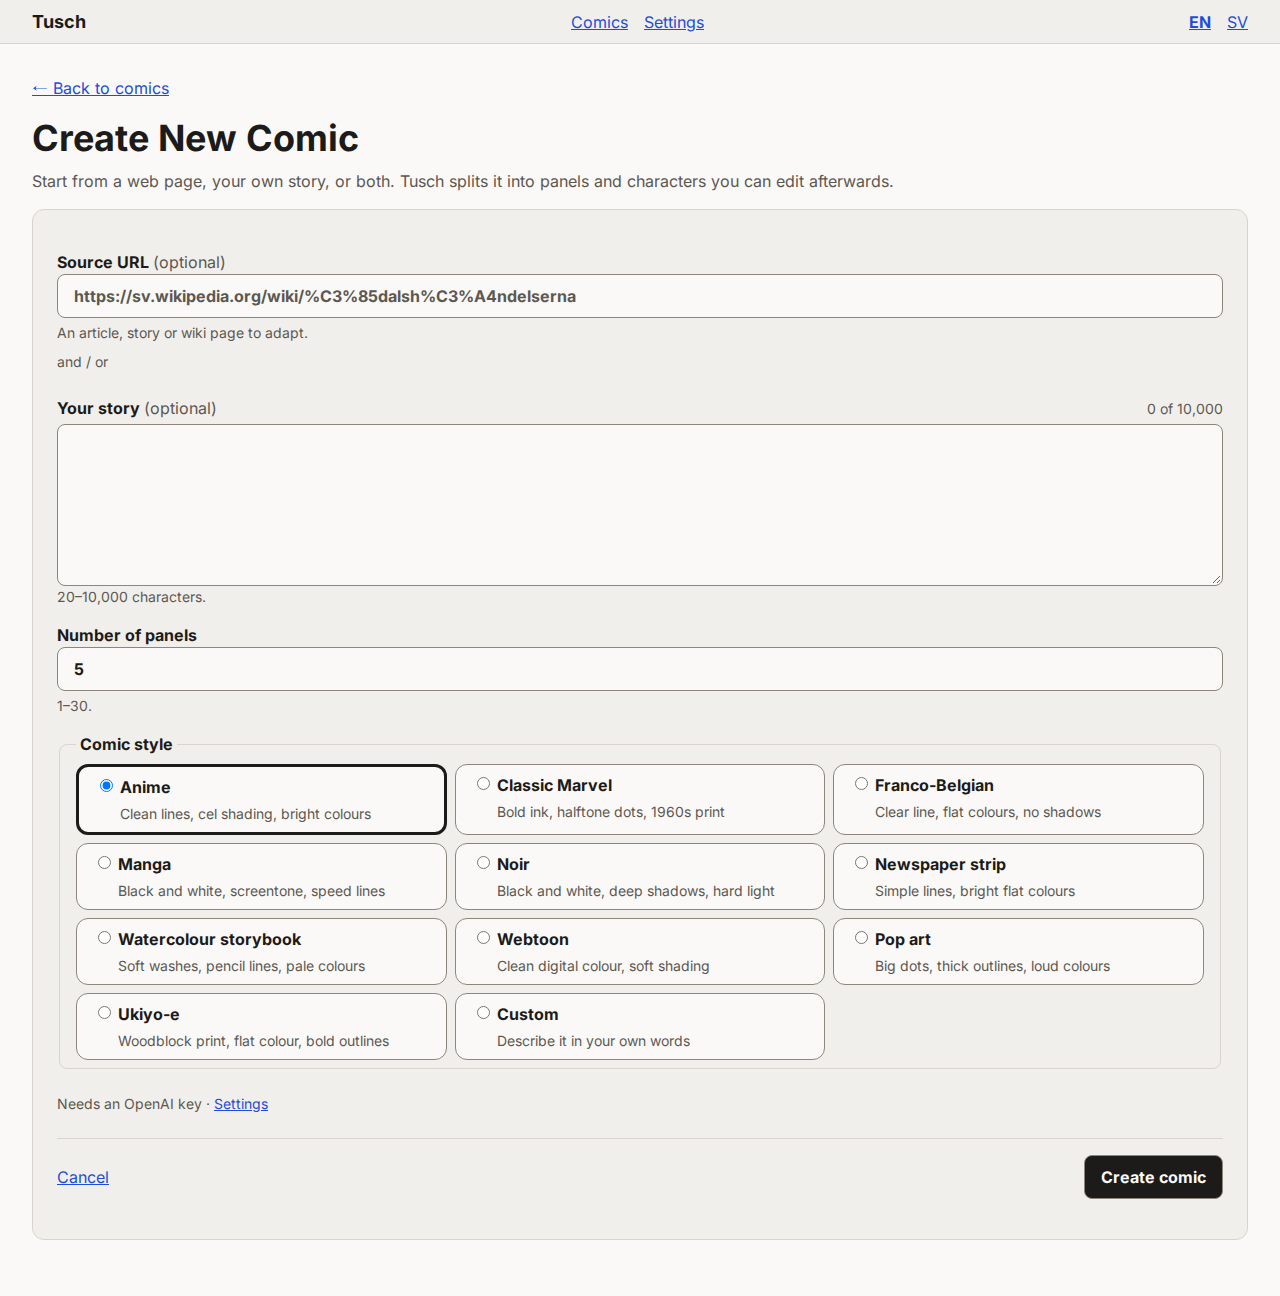 Tusch
Comics Settings
EN SV
← Back to comics
Create New Comic
Start from a web page, your own story, or both. Tusch splits it into panels and characters you can edit afterwards.
Source URL (optional)
https://sv.wikipedia.org/wiki/%C3%85dalsh%C3%A4ndelserna
An article, story or wiki page to adapt.
and / or
Your story (optional)
0 of 10,000
20–10,000 characters.
Number of panels
5
1–30.
Comic style
Anime
Clean lines, cel shading, bright colours
Classic Marvel
Bold ink, halftone dots, 1960s print
Franco-Belgian
Clear line, flat colours, no shadows
Manga
Black and white, screentone, speed lines
Noir
Black and white, deep shadows, hard light
Newspaper strip
Simple lines, bright flat colours
Watercolour storybook
Soft washes, pencil lines, pale colours
Webtoon
Clean digital colour, soft shading
Pop art
Big dots, thick outlines, loud colours
Ukiyo-e
Woodblock print, flat colour, bold outlines
Custom
Describe it in your own words
Needs an OpenAI key · Settings
Cancel
Create comic